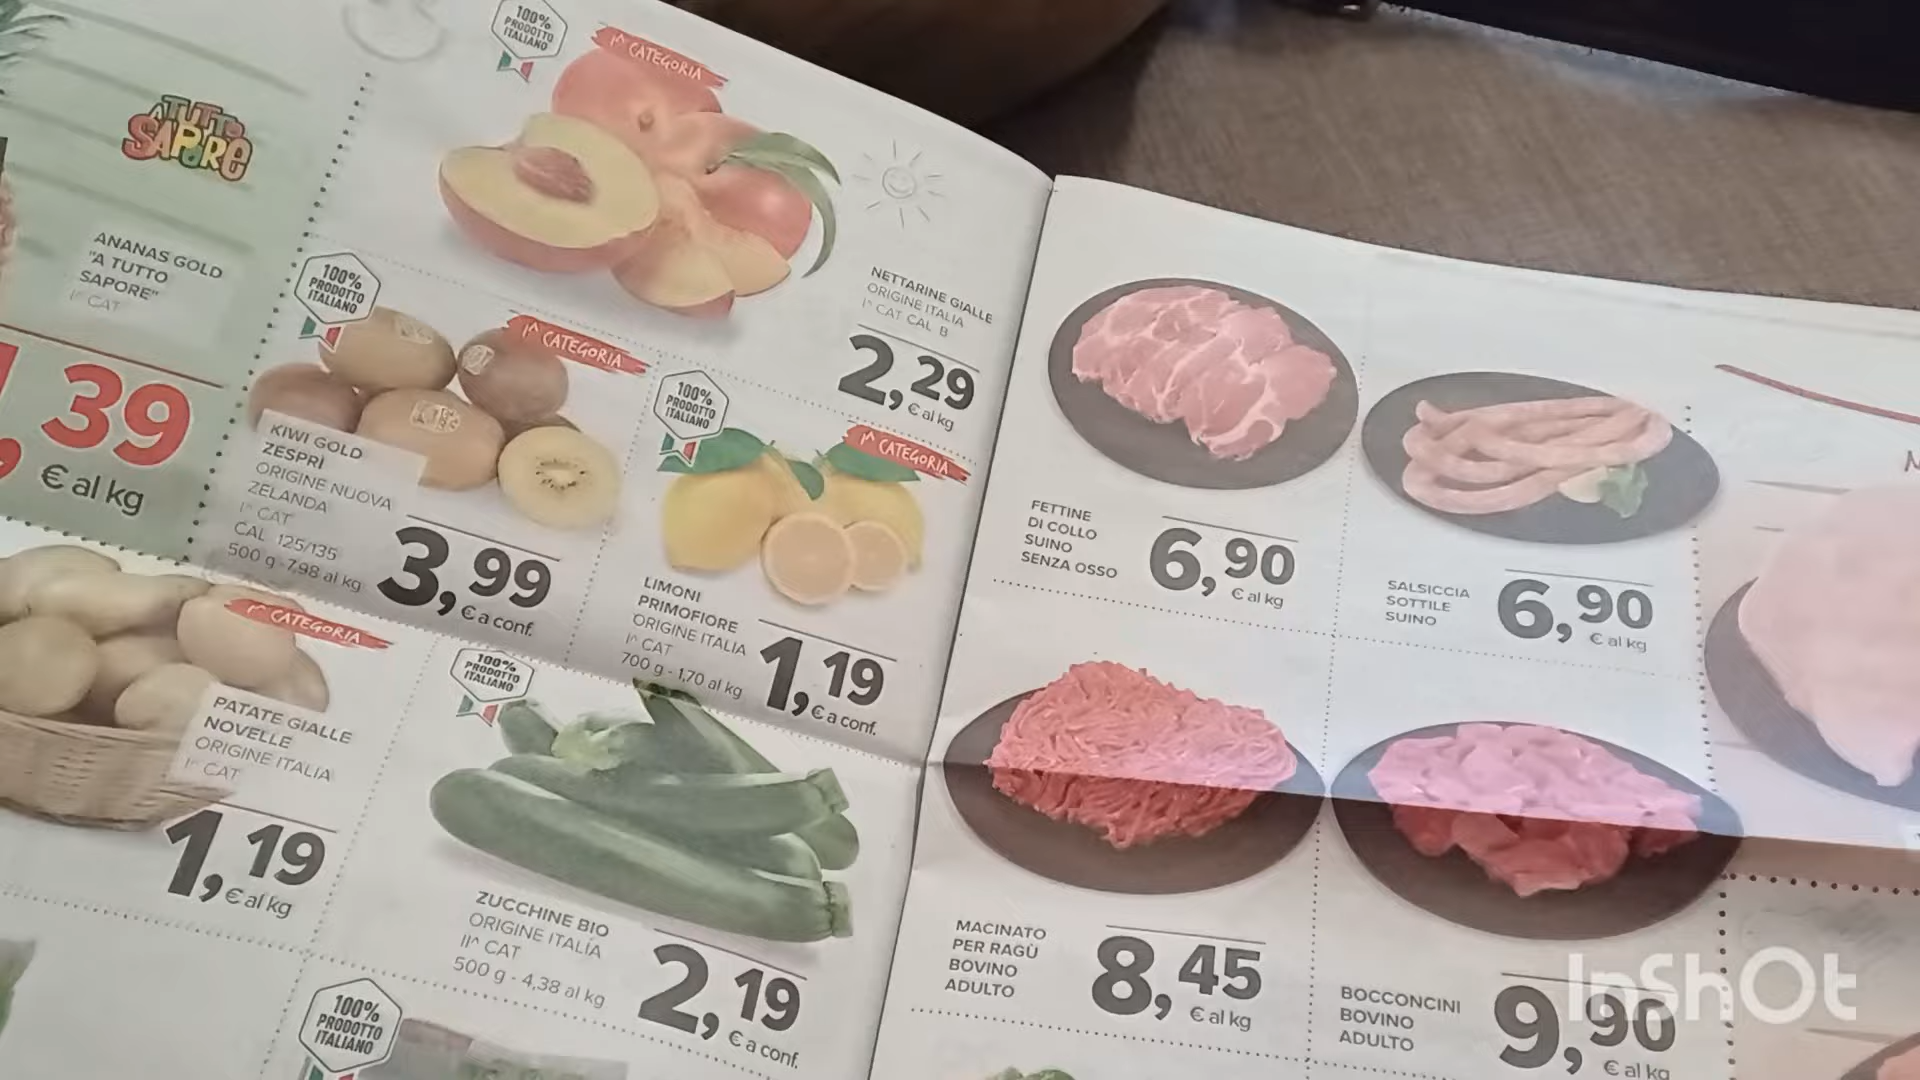 A TUTTO
SAPORE
ANANAS GOLD
"A TUTTO
SAPORE"
I^ CAT
,39
€ al kg
100%
PRODOTTO
ITALIANO
1^ CATEGORIA
NETTARINE GIALLE
ORIGINE ITALIA
I^ CAT CAL B
2,29
€ al kg
100%
PRODOTTO
ITALIANO
1^ CATEGORIA
KIWI GOLD
ZESPRÌ
ORIGINE NUOVA
ZELANDA
I^ CAT
CAL 125/135
500 g - 7,98 al kg
3,99
€ a conf.
100%
PRODOTTO
ITALIANO
1^ CATEGORIA
LIMONI
PRIMOFIORE
ORIGINE ITALIA
I^ CAT
700 g - 1,70 al kg
1,19
€ a conf.
1^ CATEGORIA
PATATE GIALLE
NOVELLE
ORIGINE ITALIA
I^ CAT
1,19
€ al kg
100%
PRODOTTO
ITALIANO
ZUCCHINE BIO
ORIGINE ITALIA
II^ CAT
500 g - 4,38 al kg
2,19
€ a conf.
100%
PRODOTTO
ITALIANO
FETTINE
DI COLLO
SUINO
SENZA OSSO
6,90
€ al kg
SALSICCIA
SOTTILE
SUINO
6,90
€ al kg
MACINATO
PER RAGÙ
BOVINO
ADULTO
8,45
€ al kg
BOCCONCINI
BOVINO
ADULTO
9,90
€ al kg
InShOt